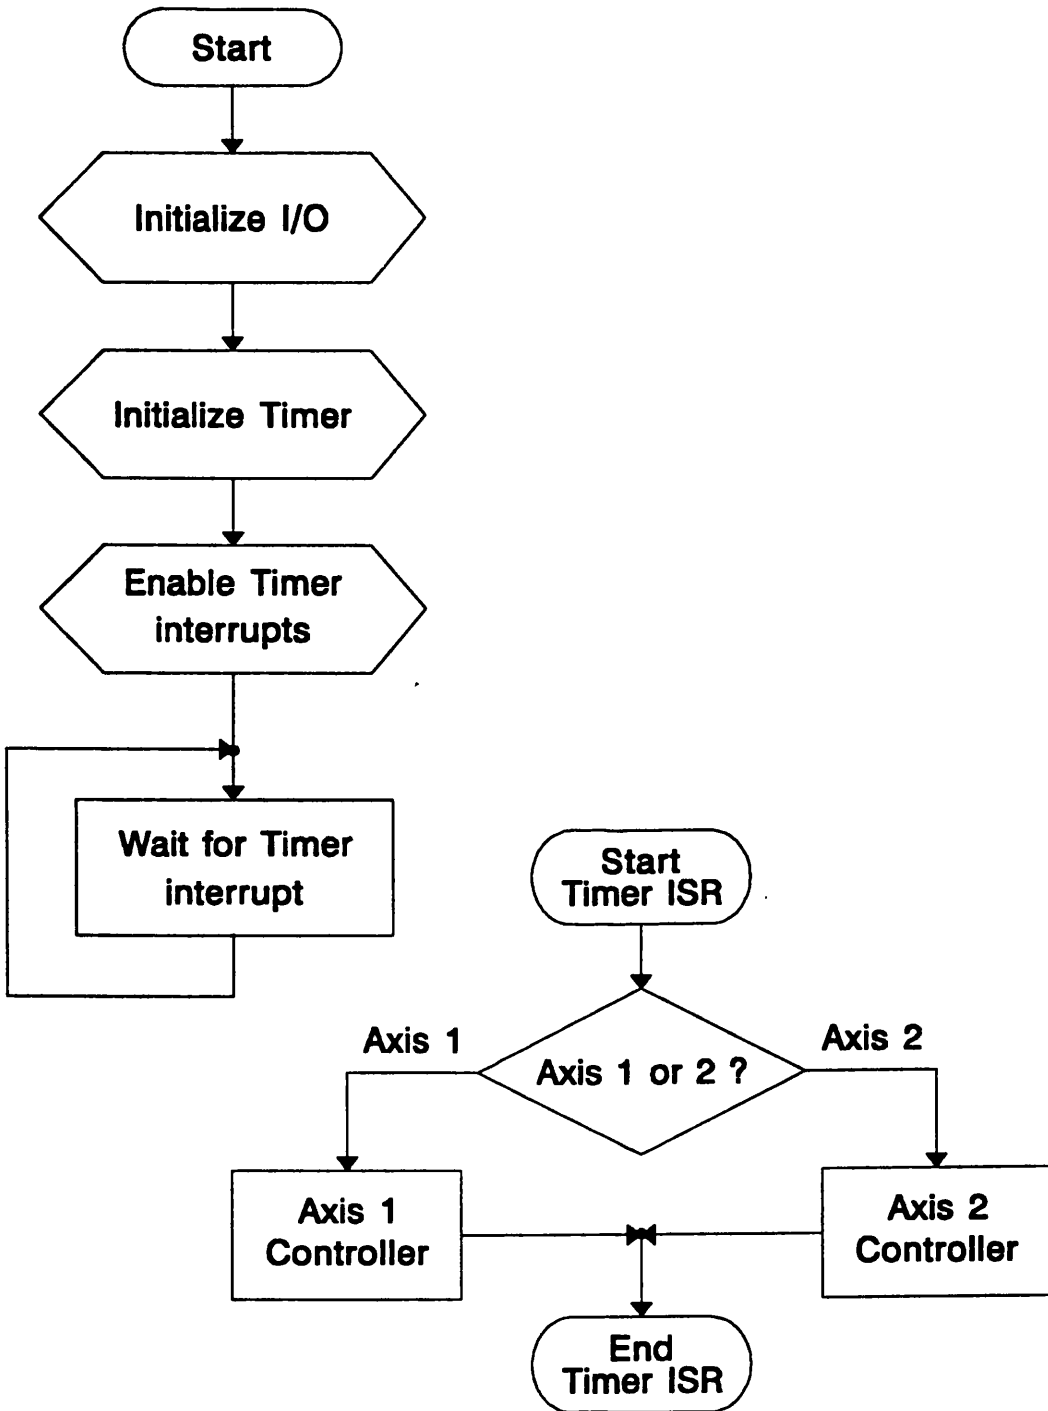 Start
Initialize I/O
Initialize Timer
Enable Timer
interrupts
Wait for Timer
interrupt
Start
Timer ISR
Axis 1
Axis 1 or 2 ?
Axis 2
Axis 1
Controller
Axis 2
Controller
End
Timer ISR